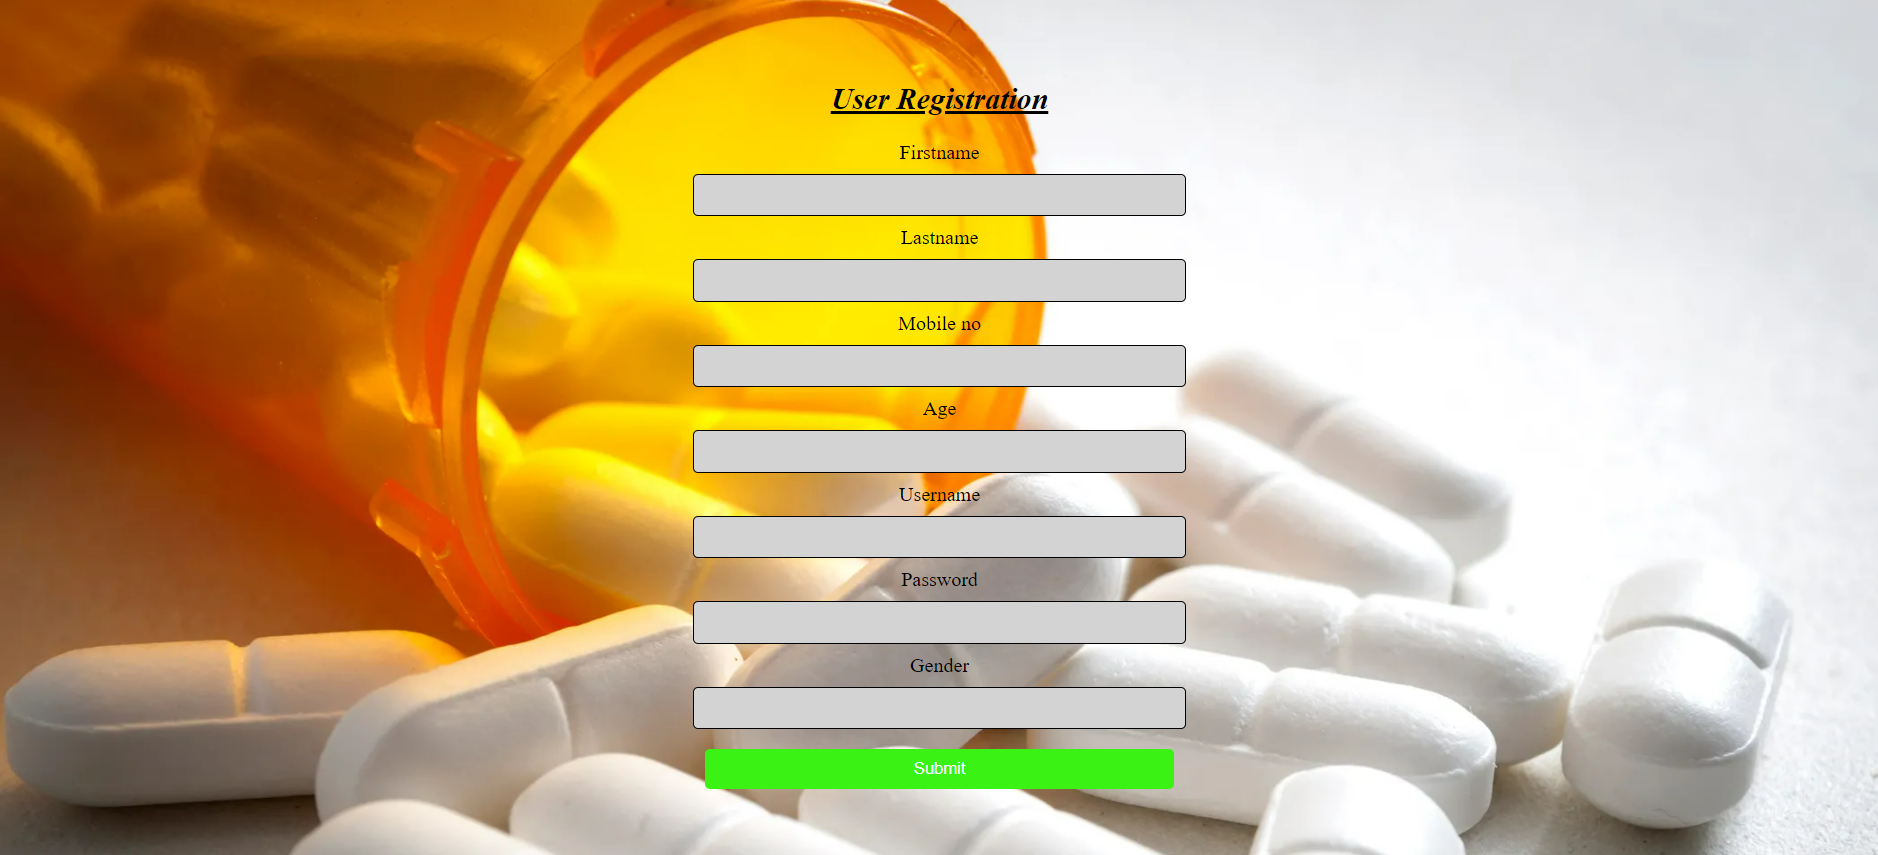 User Registration
Firstname
Lastname
Mobile no
Age
Username
Password
Gender
Submit